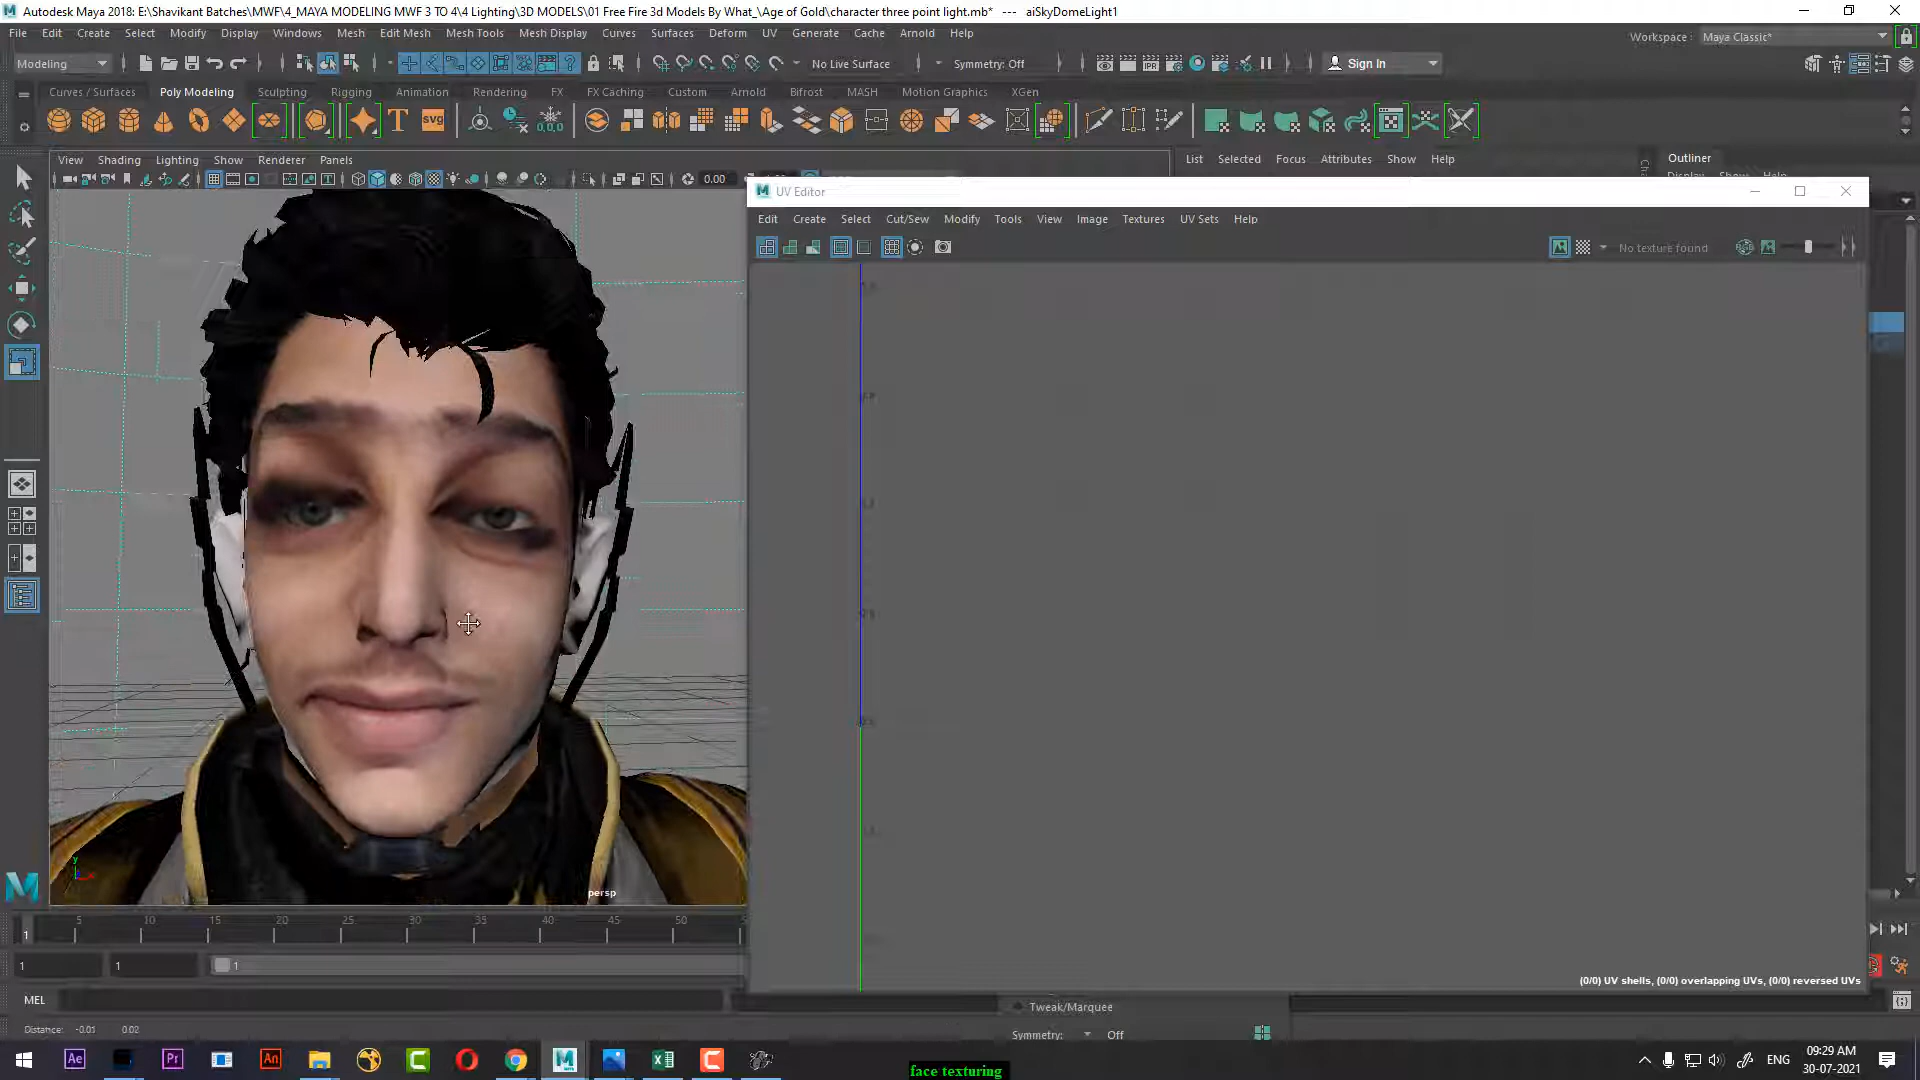 Autodesk Maya 2018: E:\Shavikant Batches\MWF\4_MAYA MODELING MWF 3 TO 4\4 Lighting\3D MODELS\01 Free Fire 3d Models By What_\Age of Gold\character three point light.mb* --- aiSkyDomeLight1
File Edit Create Select Modify Display Windows Mesh Edit Mesh Mesh Tools Mesh Display Curves Surfaces Deform UV Generate Cache Arnold Help
Workspace: Maya Classic*
Modeling
No Live Surface
Symmetry: Off
Sign In
Curves / Surfaces Poly Modeling Sculpting Rigging Animation Rendering FX FX Caching Custom Arnold Bifrost MASH Motion Graphics XGen
svg
0,0,0
View Shading Lighting Show Renderer Panels
List Selected Focus Attributes Show Help
Outliner
0.00
UV Editor
Edit Create Select Cut/Sew Modify Tools View Image Textures UV Sets Help
No texture found
persp
(0/0) UV shells, (0/0) overlapping UVs, (0/0) reversed UVs
5 10 15 20 25 30 35 40 45 50
1
1 1 1
MEL
Tweak/Marquee
Distance: -0.01 0.02
Symmetry: Off
ENG
09:29 AM
30-07-2021
face texturing